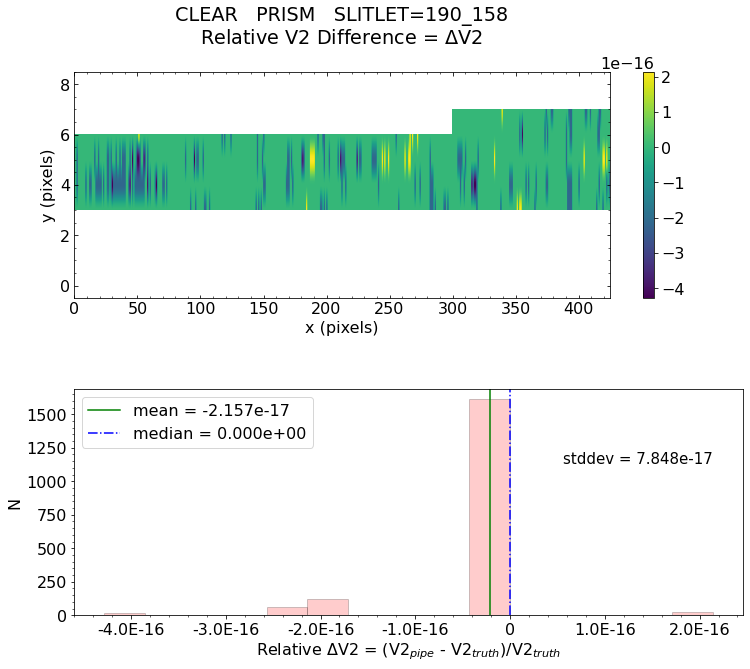 CLEAR   PRISM   SLITLET=190_158
Relative V2 Difference = ΔV2
1e−16
8
6
4
2
0
y (pixels)
0 50 100 150 200 250 300 350 400
x (pixels)
2
1
0
−1
−2
−3
−4
mean = -2.157e-17
median = 0.000e+00
stddev = 7.848e-17
1500
1250
1000
750
500
250
0
N
-4.0E-16 -3.0E-16 -2.0E-16 -1.0E-16 0 1.0E-16 2.0E-16
Relative ΔV2 = (V2pipe - V2truth)/V2truth